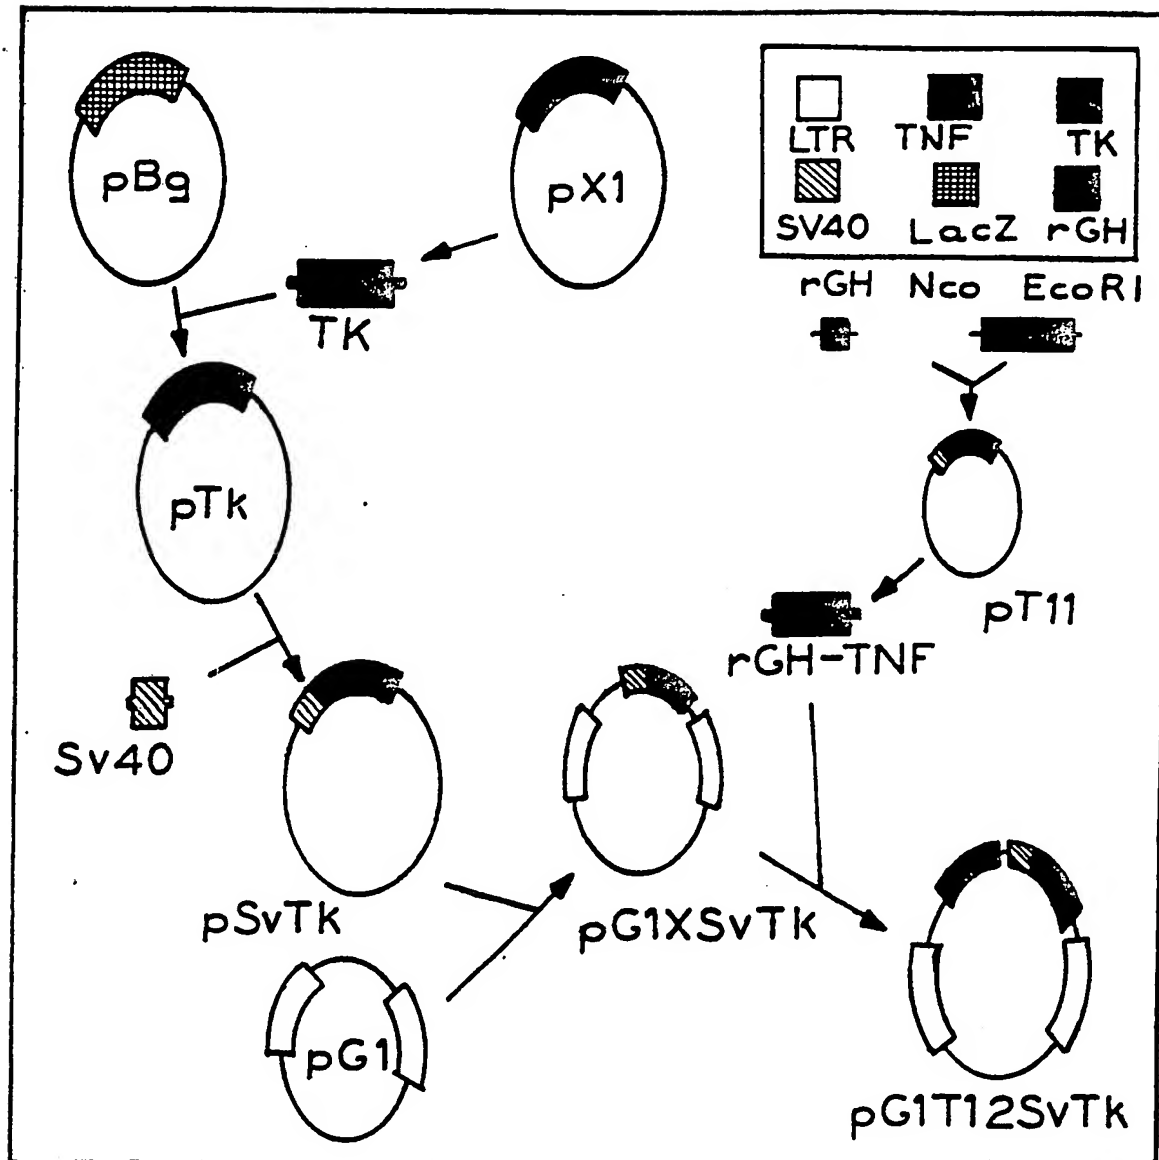 pBg
pX1
LTR TNF TK
SV40 LacZ rGH
rGH Nco EcoRI
TK
pTk
pT11
rGH-TNF
Sv40
pSvTk
pG1XSvTk
pG1
pG1T12SvTk